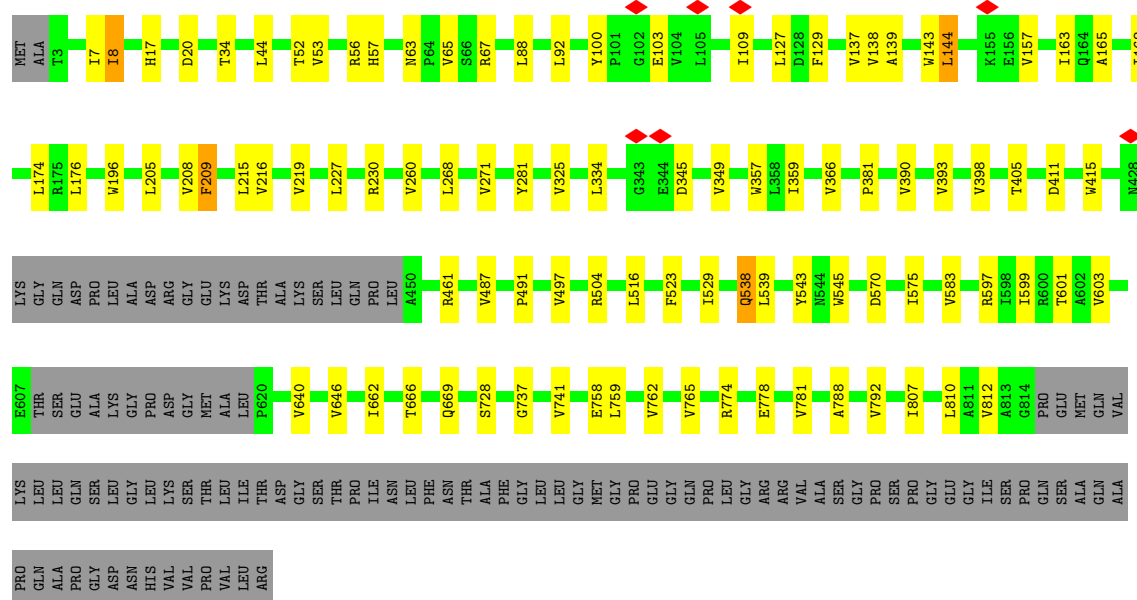 MET ALA T3 I7 I8 H17 D20 T34 L44 T52 V53 R56 H57 N63 P64 V65 S66 R67 L88 L92 Y100 P101 G102 E103 V104 L105 I109 L127 D128 F129 V137 V138 A139 W143 L144 K155 E156 V157 I163 Q164 A165
L174 R175 L176 W196 L205 V208 F209 L215 V216 V219 L227 R230 V260 L268 V271 Y281 V325 L334 G343 E344 D345 V349 W357 L358 I359 V366 P381 V390 V393 V398 T405 D411 W415 N428
LYS GLY GLN ASP PRO LEU ALA ASP ARG GLY GLU LYS ASP THR ALA LYS SER LEU GLN PRO LEU A450 R461 V487 P491 V497 R504 L516 F523 I529 Q538 L539 Y543 N544 W545 D570 I575 V583 R597 I598 I599 R600 T601 A602 V603
E607 THR SER GLU ALA LYS GLY PRO ASP GLY MET ALA LEU P620 V640 V646 I662 T666 Q669 S728 G737 V741 E758 L759 V762 V765 R774 E778 V781 A788 V792 I807 L810 A811 V812 A813 G814 PRO GLU MET GLN VAL
LYS LEU LEU GLN SER LEU GLY LEU LYS SER THR LEU ILE THR ASP GLY SER THR PRO ILE ASN LEU PHE ASN THR ALA PHE GLY LEU LEU GLY MET GLY PRO GLU GLY GLN PRO LEU GLY ARG ARG VAL ALA SER GLY PRO SER PRO GLY GLU GLY ILE SER PRO GLN SER ALA GLN ALA
PRO GLN ALA PRO GLY ASP ASN HIS VAL VAL PRO VAL LEU ARG